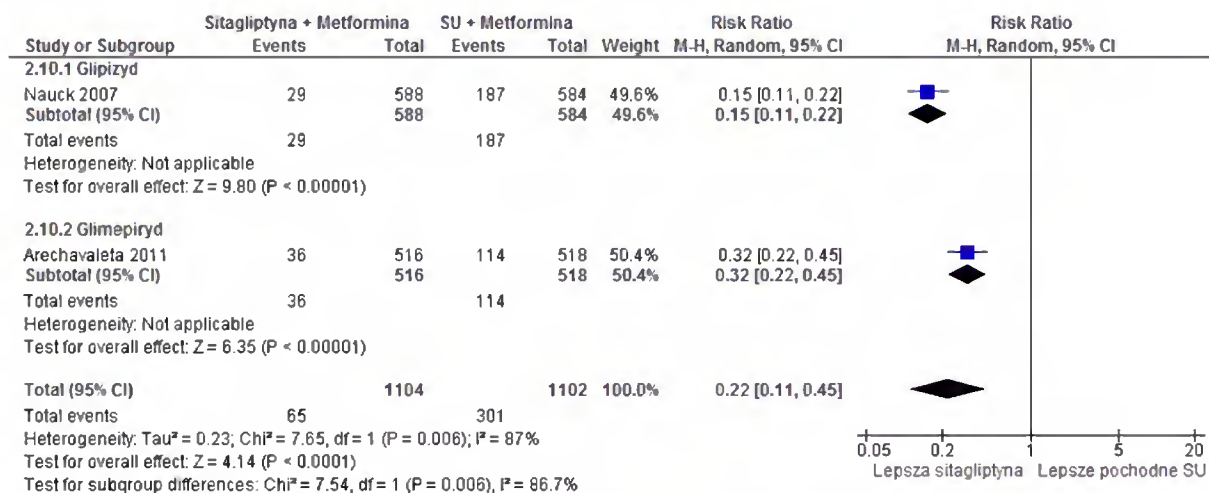 Sitagliptyna + Metformina SU + Metformina Risk Ratio Risk Ratio
Study or Subgroup Events Total Events Total Weight M-H, Random, 95% CI M-H, Random, 95% CI
2.10.1 Glipizyd
Nauck 2007 29 588 187 584 49.6% 0.15 [0.11, 0.22]
Subtotal (95% CI) 588 584 49.6% 0.15 [0.11, 0.22]
Total events 29 187
Heterogeneity: Not applicable
Test for overall effect: Z = 9.80 (P < 0.00001)
2.10.2 Glimepiryd
Arechavaleta 2011 36 516 114 518 50.4% 0.32 [0.22, 0.45]
Subtotal (95% CI) 516 518 50.4% 0.32 [0.22, 0.45]
Total events 36 114
Heterogeneity: Not applicable
Test for overall effect: Z = 6.35 (P < 0.00001)
Total (95% CI) 1104 1102 100.0% 0.22 [0.11, 0.45]
Total events 65 301
Heterogeneity: Tau² = 0.23; Chi² = 7.65, df = 1 (P = 0.006); I² = 87%
Test for overall effect: Z = 4.14 (P < 0.0001)
Test for subgroup differences: Chi² = 7.54, df = 1 (P = 0.006), I² = 86.7%
0.05 0.2 1 5 20
Lepsza sitagliptyna Lepsze pochodne SU